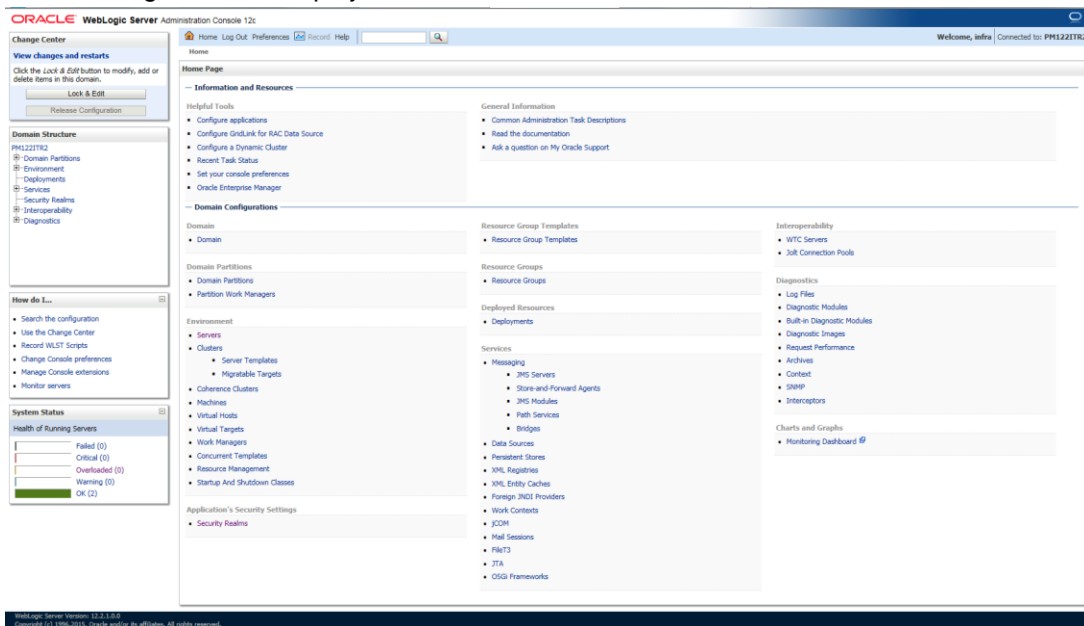 ORACLE WebLogic Server Administration Console 12c
Change Center
View changes and restarts
Click the Lock & Edit button to modify, add or
delete items in this domain.
Lock & Edit
Release Configuration
Domain Structure
PM122ITR2
Domain Partitions
Environment
Deployments
Services
Security Realms
Interoperability
Diagnostics
How do I...
Search the configuration
Use the Change Center
Record WLST Scripts
Change Console preferences
Manage Console extensions
Monitor servers
System Status
Health of Running Servers
Failed (0)
Critical (0)
Overloaded (0)
Warning (0)
OK (2)
Home Log Out Preferences Record Help
Welcome, infra Connected to: PM122ITR2
Home
Home Page
Information and Resources
Helpful Tools
Configure applications
Configure GridLink for RAC Data Source
Configure a Dynamic Cluster
Recent Task Status
Set your console preferences
Oracle Enterprise Manager
General Information
Common Administration Task Descriptions
Read the documentation
Ask a question on My Oracle Support
Domain Configurations
Domain
Domain
Domain Partitions
Domain Partitions
Partition Work Managers
Environment
Servers
Clusters
Server Templates
Migratable Targets
Coherence Clusters
Machines
Virtual Hosts
Virtual Targets
Work Managers
Concurrent Templates
Resource Management
Startup And Shutdown Classes
Application's Security Settings
Security Realms
Resource Group Templates
Resource Group Templates
Resource Groups
Resource Groups
Deployed Resources
Deployments
Services
Messaging
JMS Servers
Store-and-Forward Agents
JMS Modules
Path Services
Bridges
Data Sources
Persistent Stores
XML Registries
XML Entity Caches
Foreign JNDI Providers
Work Contexts
jCOM
Mail Sessions
FileT3
JTA
OSGi Frameworks
Interoperability
WTC Servers
Jolt Connection Pools
Diagnostics
Log Files
Diagnostic Modules
Built-in Diagnostic Modules
Diagnostic Images
Request Performance
Archives
Context
SNMP
Interceptors
Charts and Graphs
Monitoring Dashboard
WebLogic Server Version: 12.2.1.0.0
Copyright (c) 1996,2015, Oracle and/or its affiliates. All rights reserved.